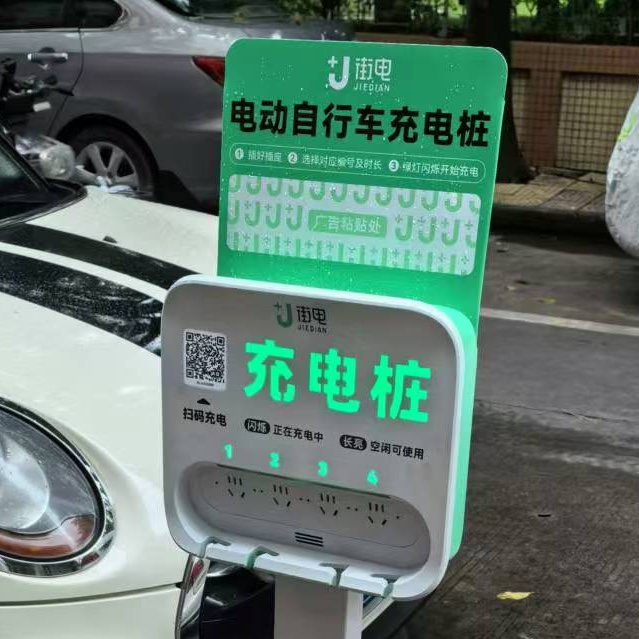 街电
JIEDIAN
电动自行车充电桩
1 插好插座 2 选择对应编号及时长 3 绿灯闪烁开始充电
广告粘贴处
街电
JIEDIAN
充电桩
扫码充电
闪烁 正在充电中 长亮 空闲可使用
1 2 3 4